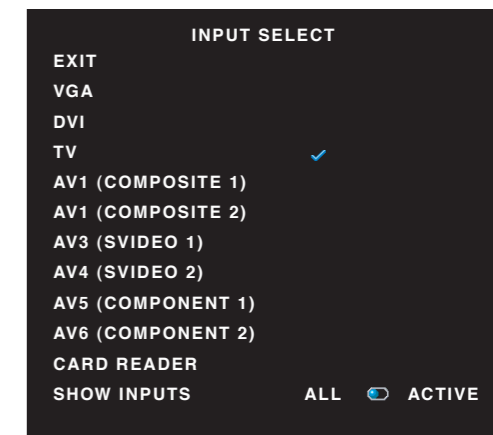 INPUT SELECT
EXIT
VGA
DVI
TV
AV1 (COMPOSITE 1)
AV1 (COMPOSITE 2)
AV3 (SVIDEO 1)
AV4 (SVIDEO 2)
AV5 (COMPONENT 1)
AV6 (COMPONENT 2)
CARD READER
SHOW INPUTS ALL ACTIVE